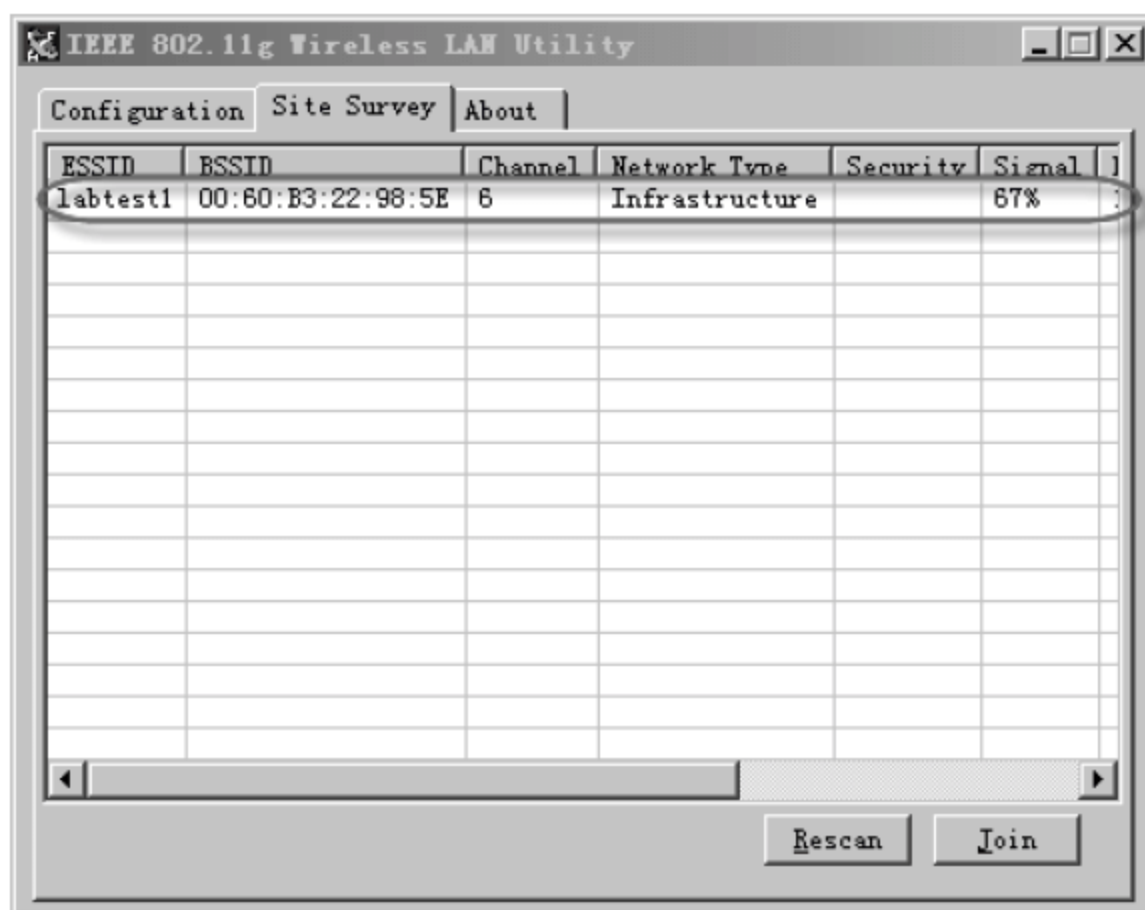 IEEE 802.11g Wireless LAN Utility
Configuration Site Survey About
ESSID BSSID Channel Network Type Security Signal
labtest1 00:60:B3:22:98:5E 6 Infrastructure 67%
Rescan Join